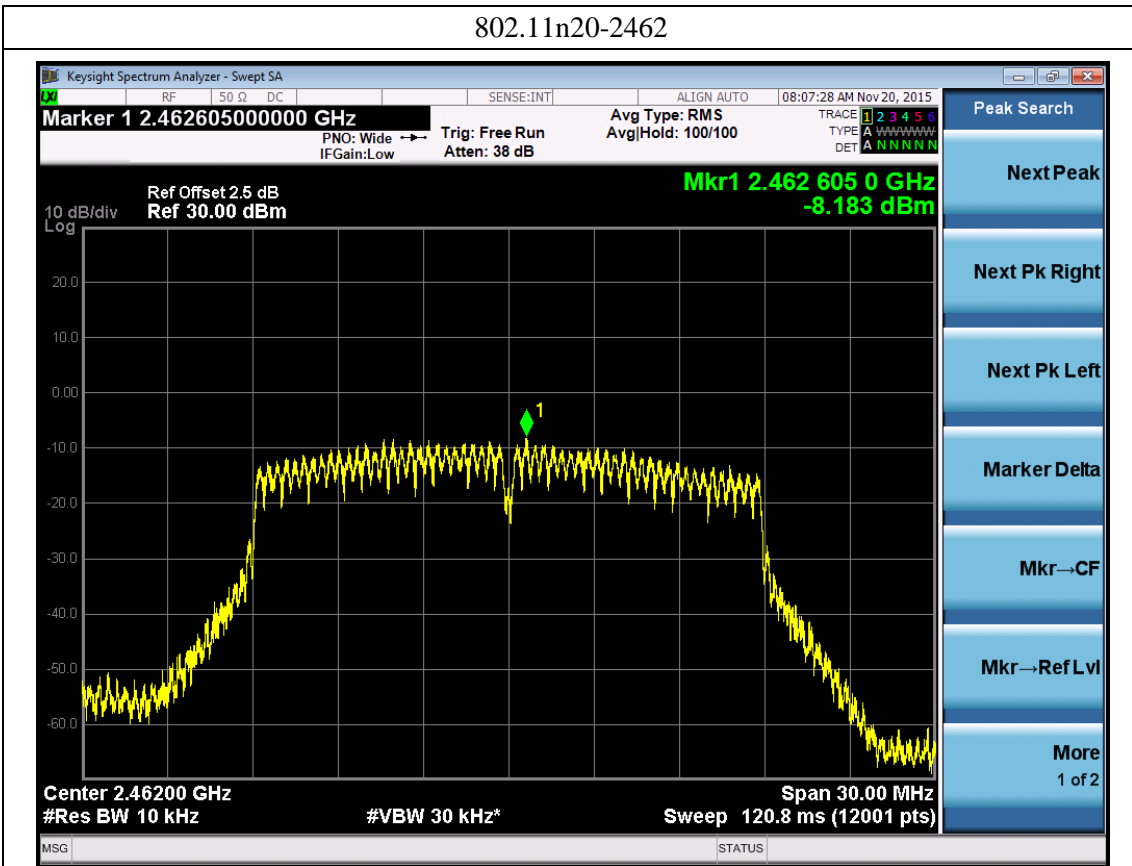 802.11n20-2462
Keysight Spectrum Analyzer - Swept SA
LXI RF 50 Ω DC SENSE:INT ALIGN AUTO 08:07:28 AM Nov 20, 2015
Marker 1 2.462605000000 GHz
PNO: Wide
IFGain:Low
Trig: Free Run
Atten: 38 dB
Avg Type: RMS
Avg|Hold: 100/100
TRACE 1 2 3 4 5 6
TYPE A WWWWW
DET A N N N N N
Peak Search
Mkr1 2.462 605 0 GHz
-8.183 dBm
Ref Offset 2.5 dB
10 dB/div Ref 30.00 dBm
Log
20.0
10.0
0.00
-10.0
-20.0
-30.0
-40.0
-50.0
-60.0
1
Next Peak
Next Pk Right
Next Pk Left
Marker Delta
Mkr→CF
Mkr→Ref Lvl
More
1 of 2
Center 2.46200 GHz Span 30.00 MHz
#Res BW 10 kHz #VBW 30 kHz* Sweep 120.8 ms (12001 pts)
MSG STATUS